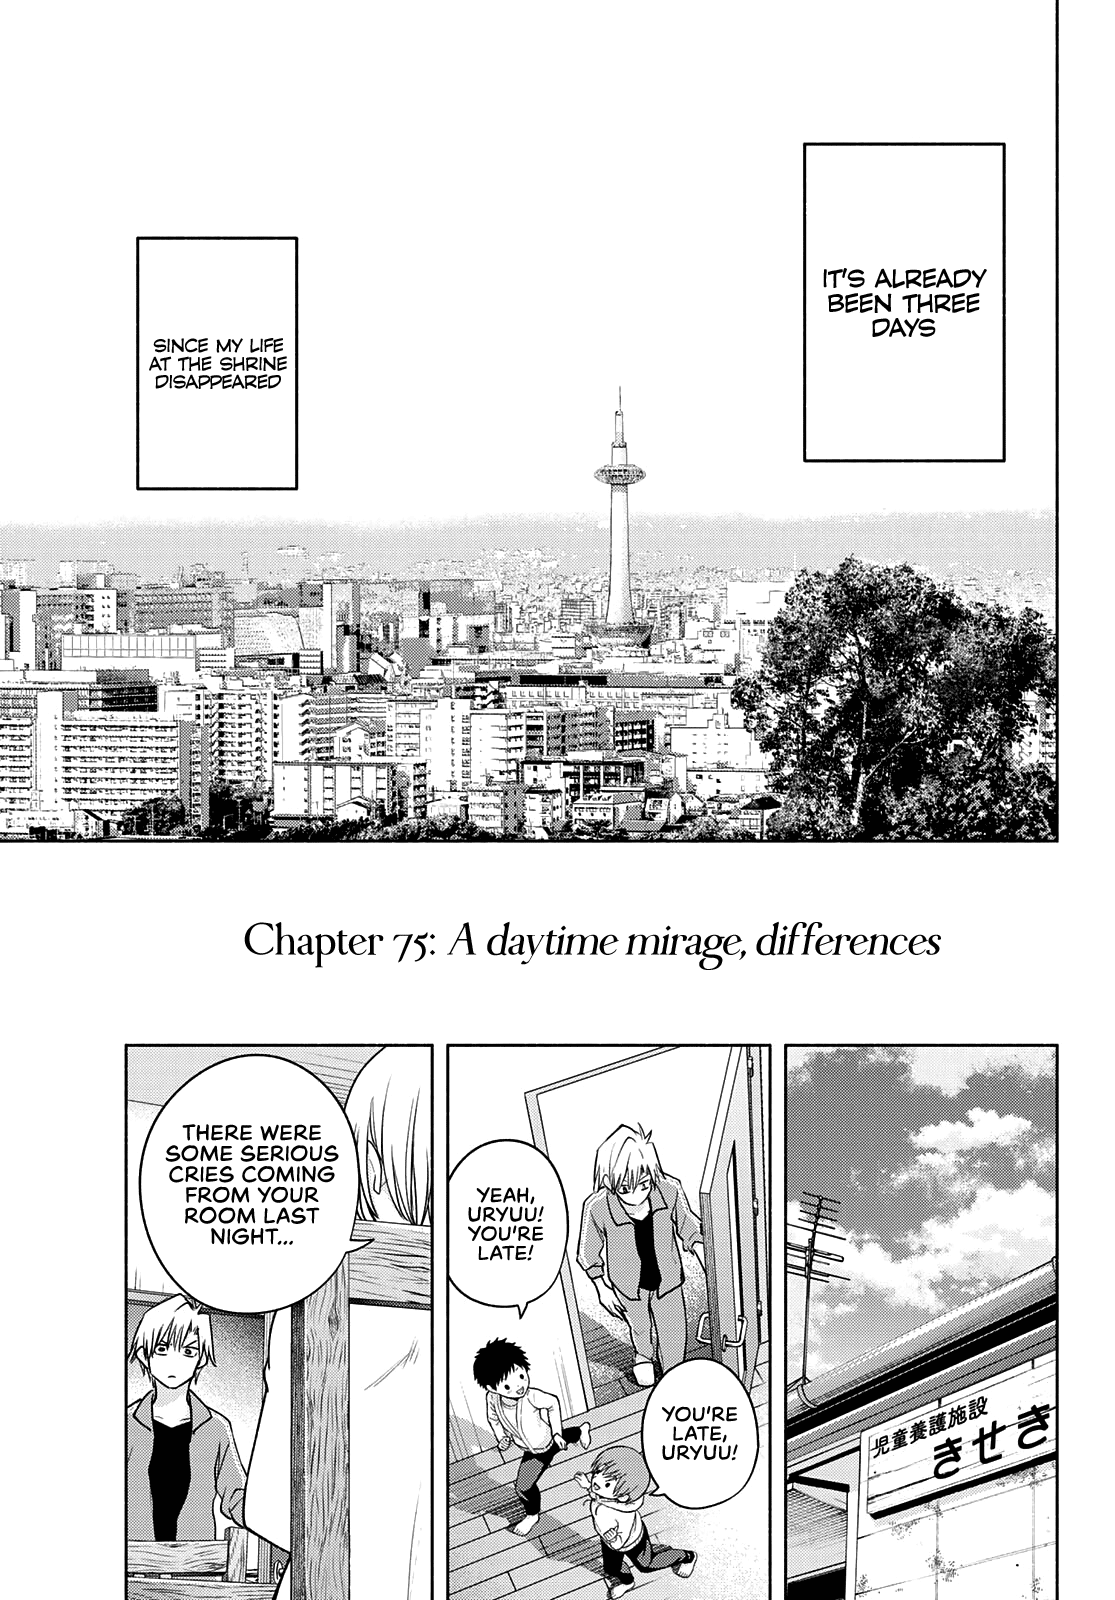 IT'S ALREADY
BEEN THREE
DAYS
SINCE MY LIFE
AT THE SHRINE
DISAPPEARED
Chapter 75: A daytime mirage, differences
児童養護施設
きせき
YEAH,
URYUU!
YOU'RE
LATE!
YOU'RE
LATE,
URYUU!
THERE WERE
SOME SERIOUS
CRIES COMING
FROM YOUR
ROOM LAST
NIGHT...